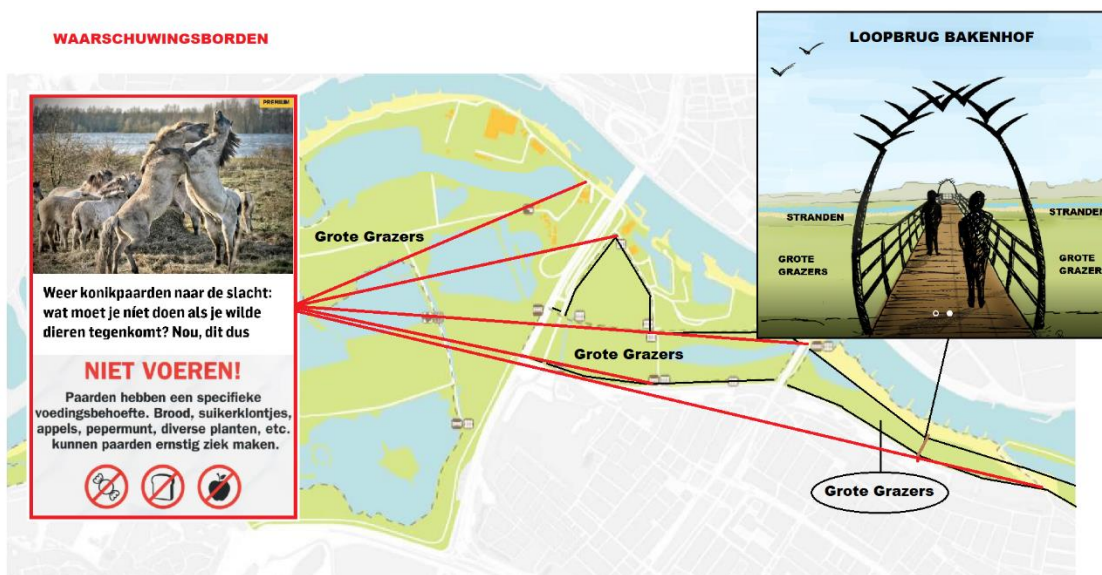 WAARSCHUWINGSBORDEN
PREMIUM
Weer konikpaarden naar de slacht:
wat moet je níet doen als je wilde
dieren tegenkomt? Nou, dit dus
NIET VOEREN!
Paarden hebben een specifieke
voedingsbehoefte. Brood, suikerklontjes,
appels, pepermunt, diverse planten, etc.
kunnen paarden ernstig ziek maken.
Grote Grazers
Grote Grazers
Grote Grazers
LOOPBRUG BAKENHOF
STRANDEN
STRANDEN
GROTE
GRAZERS
GROTE
GRAZER